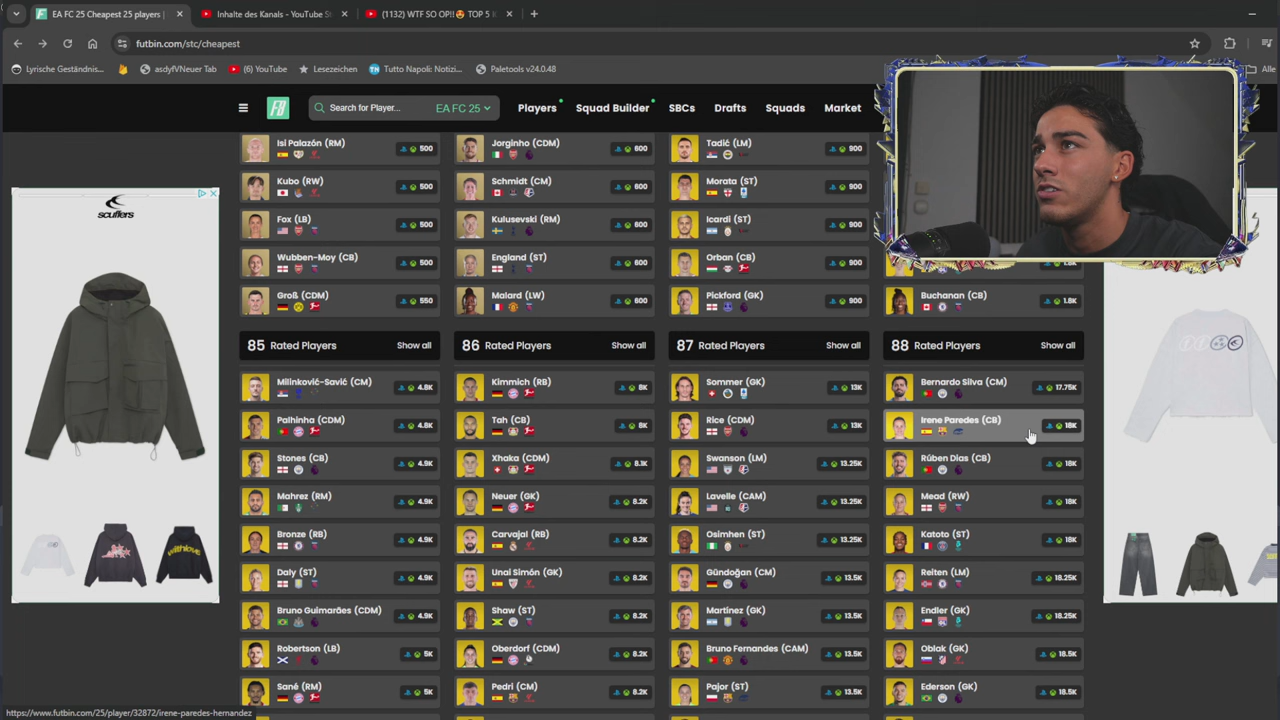 EA FC 25 Cheapest 25 players |
Inhalte des Kanals - YouTube S
(1132) WTF SO OP!!😍 TOP 5 K
futbin.com/stc/cheapest
Lyrische Geständnis...
asdyfVNeuer Tab
(6) YouTube
Lesezeichen
Tutto Napoli: Notizi...
Paletools v24.0.48
Alle
FB
Search for Player...
EA FC 25
Players
Squad Builder
SBCs
Drafts
Squads
Market
Isi Palazón (RM) 500
Kubo (RW) 500
Fox (LB) 500
Wubben-Moy (CB) 500
Groß (CDM) 550
Jorginho (CDM) 600
Schmidt (CM) 600
Kulusevski (RM) 600
England (ST) 600
Malard (LW) 600
Tadić (LM) 900
Morata (ST) 900
Icardi (ST) 900
Orban (CB) 900
Pickford (GK) 900
Buchanan (CB) 1.8K
85 Rated Players Show all
Milinković-Savić (CM) 4.8K
Palhinha (CDM) 4.8K
Stones (CB) 4.9K
Mahrez (RM) 4.9K
Bronze (RB) 4.9K
Daly (ST) 4.9K
Bruno Guimarães (CDM) 4.9K
Robertson (LB) 5K
Sané (RM) 5K
86 Rated Players Show all
Kimmich (RB) 8K
Tah (CB) 8K
Xhaka (CDM) 8.1K
Neuer (GK) 8.2K
Carvajal (RB) 8.2K
Unai Simón (GK) 8.2K
Shaw (ST) 8.2K
Oberdorf (CDM) 8.2K
Pedri (CM) 8.2K
87 Rated Players Show all
Sommer (GK) 13K
Rice (CDM) 13K
Swanson (LM) 13.25K
Lavelle (CAM) 13.25K
Osimhen (ST) 13.25K
Gündoğan (CM) 13.5K
Martínez (GK) 13.5K
Bruno Fernandes (CAM) 13.5K
Pajor (ST) 13.5K
88 Rated Players Show all
Bernardo Silva (CM) 17.75K
Irene Paredes (CB) 18K
Rúben Dias (CB) 18K
Mead (RW) 18K
Katoto (ST) 18K
Reiten (LM) 18.25K
Endler (GK) 18.25K
Oblak (GK) 18.5K
Ederson (GK) 18.5K
scuffers
withlove
https://www.futbin.com/25/player/32872/irene-paredes-hernandez